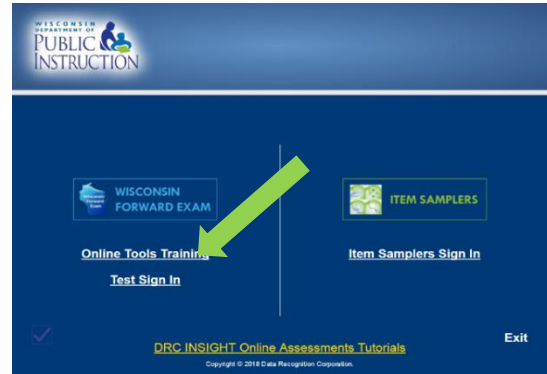 WISCONSIN
DEPARTMENT OF
PUBLIC
INSTRUCTION
WISCONSIN
FORWARD EXAM
Online Tools Training
Test Sign In
ITEM SAMPLERS
Item Samplers Sign In
DRC INSIGHT Online Assessments Tutorials
Exit
Copyright © 2018 Data Recognition Corporation.